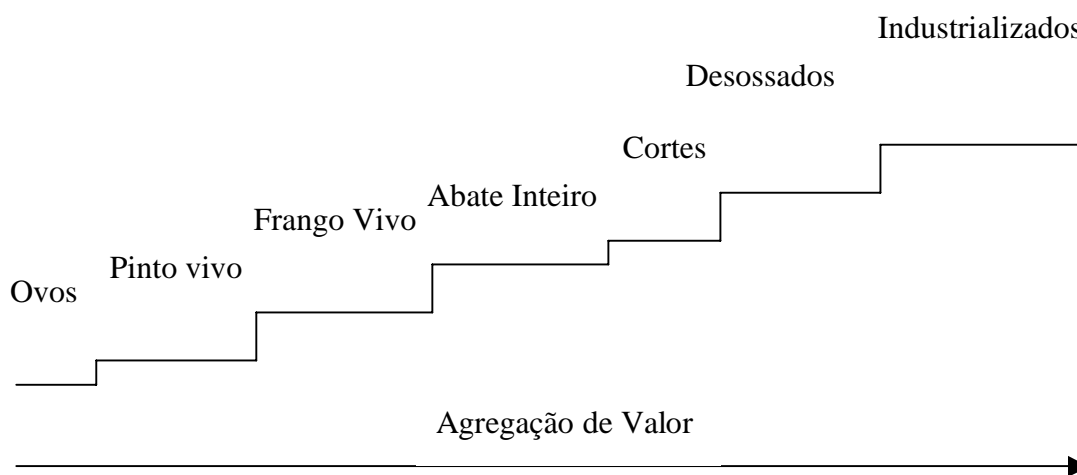 Industrializados
Desossados
Cortes
Abate Inteiro
Frango Vivo
Pinto vivo
Ovos
Agregação de Valor